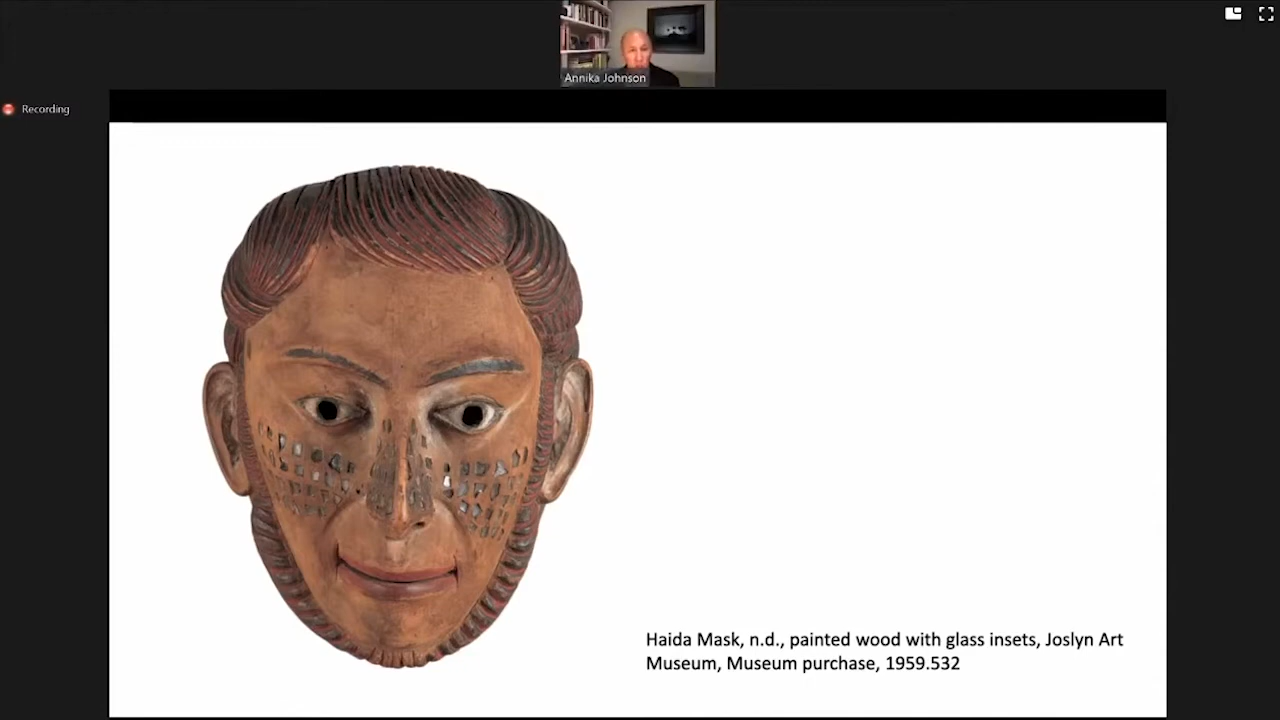 Annika Johnson
Recording
Haida Mask, n.d., painted wood with glass insets, Joslyn Art
Museum, Museum purchase, 1959.532